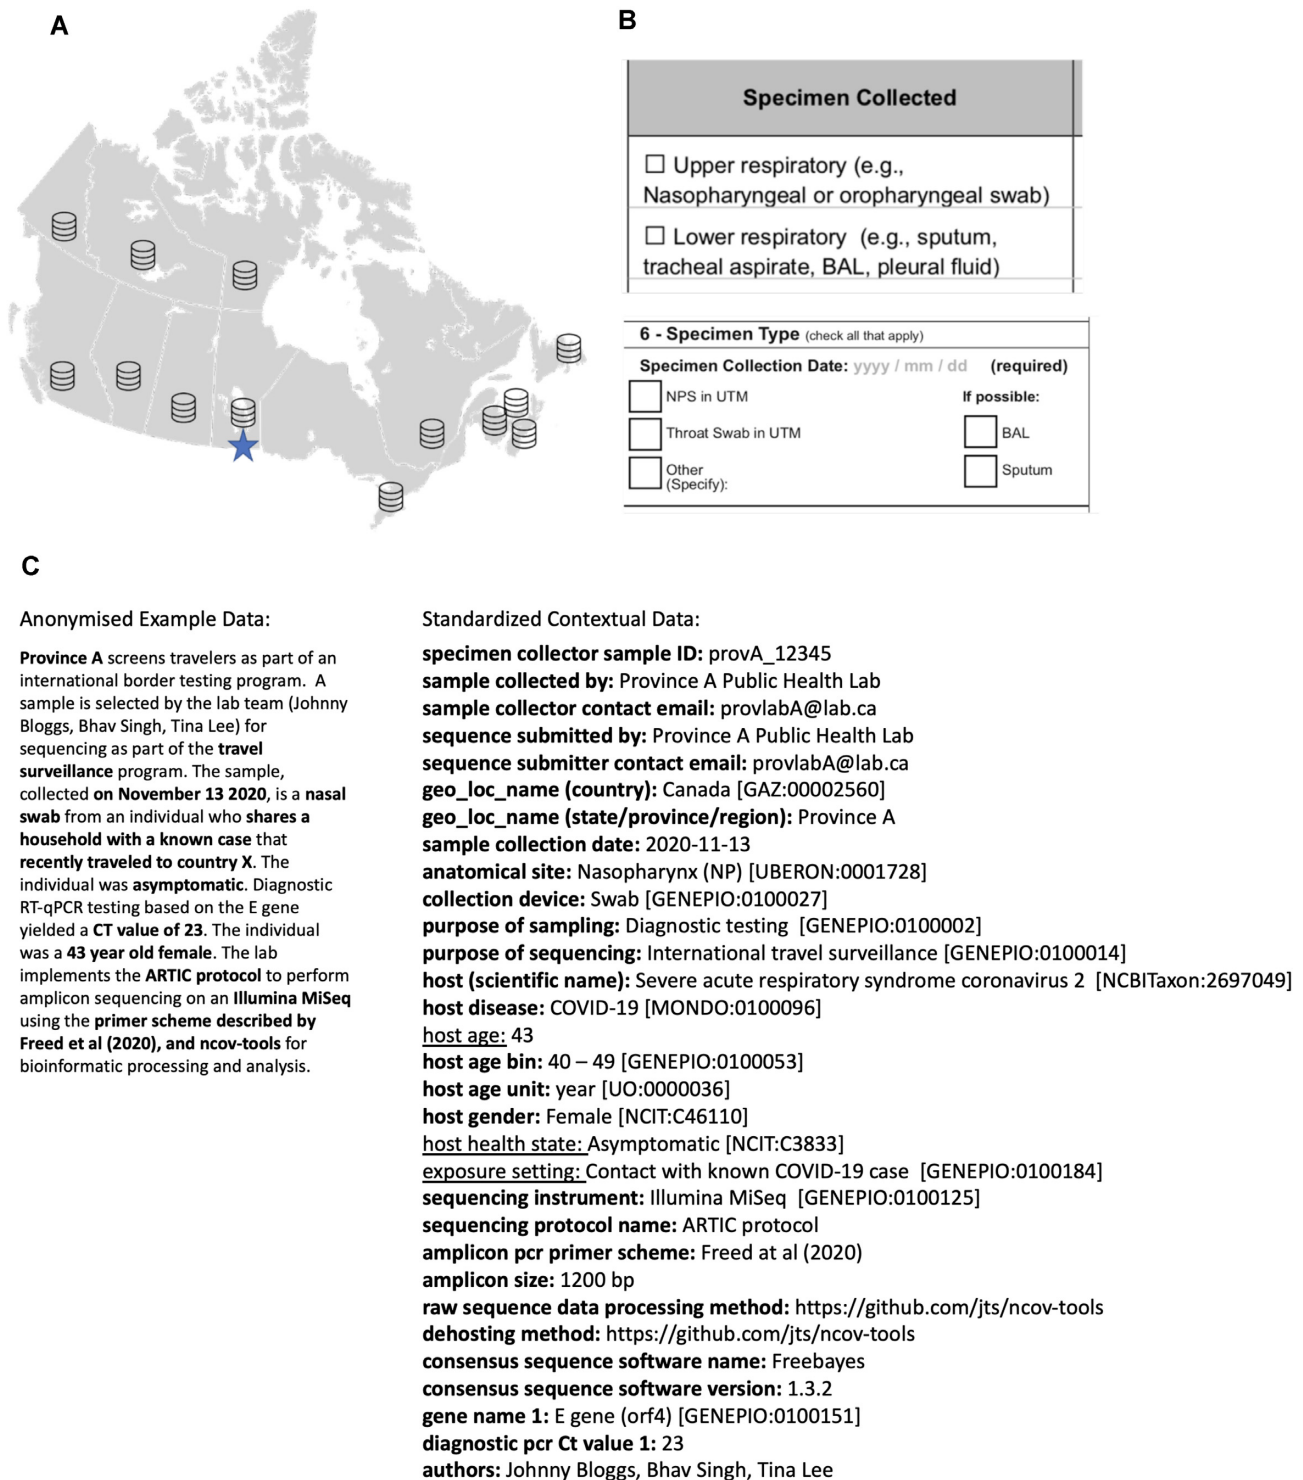 A
B
Specimen Collected
☐ Upper respiratory (e.g.,
Nasopharyngeal or oropharyngeal swab)
☐ Lower respiratory (e.g., sputum,
tracheal aspirate, BAL, pleural fluid)
6 - Specimen Type (check all that apply)
Specimen Collection Date: yyyy / mm / dd (required)
NPS in UTM
If possible:
Throat Swab in UTM
BAL
Other
(Specify):
Sputum
C
Anonymised Example Data:
Province A screens travelers as part of an
international border testing program. A
sample is selected by the lab team (Johnny
Bloggs, Bhav Singh, Tina Lee) for
sequencing as part of the travel
surveillance program. The sample,
collected on November 13 2020, is a nasal
swab from an individual who shares a
household with a known case that
recently traveled to country X. The
individual was asymptomatic. Diagnostic
RT-qPCR testing based on the E gene
yielded a CT value of 23. The individual
was a 43 year old female. The lab
implements the ARTIC protocol to perform
amplicon sequencing on an Illumina MiSeq
using the primer scheme described by
Freed et al (2020), and ncov-tools for
bioinformatic processing and analysis.
Standardized Contextual Data:
specimen collector sample ID: provA_12345
sample collected by: Province A Public Health Lab
sample collector contact email: provlabA@lab.ca
sequence submitted by: Province A Public Health Lab
sequence submitter contact email: provlabA@lab.ca
geo_loc_name (country): Canada [GAZ:00002560]
geo_loc_name (state/province/region): Province A
sample collection date: 2020-11-13
anatomical site: Nasopharynx (NP) [UBERON:0001728]
collection device: Swab [GENEPIO:0100027]
purpose of sampling: Diagnostic testing [GENEPIO:0100002]
purpose of sequencing: International travel surveillance [GENEPIO:0100014]
host (scientific name): Severe acute respiratory syndrome coronavirus 2 [NCBITaxon:2697049]
host disease: COVID-19 [MONDO:0100096]
host age: 43
host age bin: 40 – 49 [GENEPIO:0100053]
host age unit: year [UO:0000036]
host gender: Female [NCIT:C46110]
host health state: Asymptomatic [NCIT:C3833]
exposure setting: Contact with known COVID-19 case [GENEPIO:0100184]
sequencing instrument: Illumina MiSeq [GENEPIO:0100125]
sequencing protocol name: ARTIC protocol
amplicon pcr primer scheme: Freed at al (2020)
amplicon size: 1200 bp
raw sequence data processing method: https://github.com/jts/ncov-tools
dehosting method: https://github.com/jts/ncov-tools
consensus sequence software name: Freebayes
consensus sequence software version: 1.3.2
gene name 1: E gene (orf4) [GENEPIO:0100151]
diagnostic pcr Ct value 1: 23
authors: Johnny Bloggs, Bhav Singh, Tina Lee